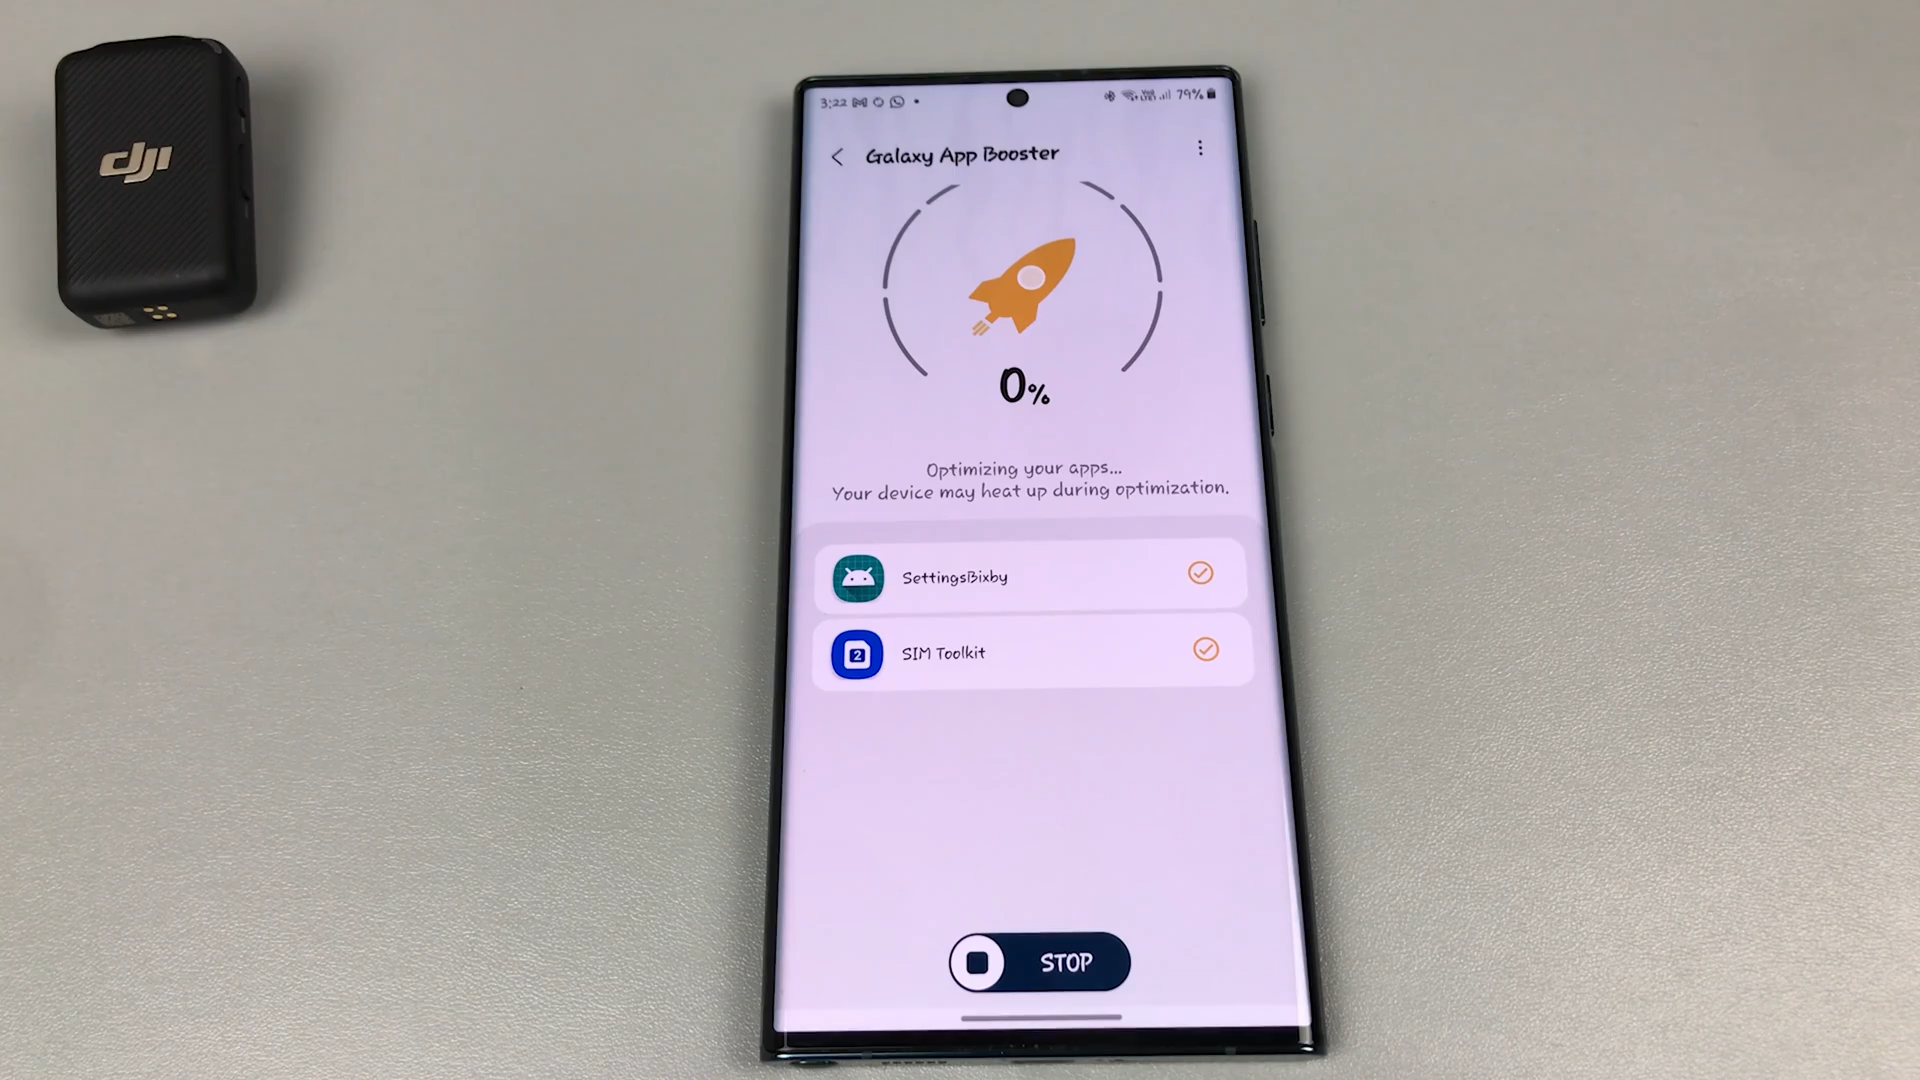 dji
3:22
79%
Galaxy App Booster
0%
Optimizing your apps...
Your device may heat up during optimization.
SettingsBixby
2
SIM Toolkit
STOP